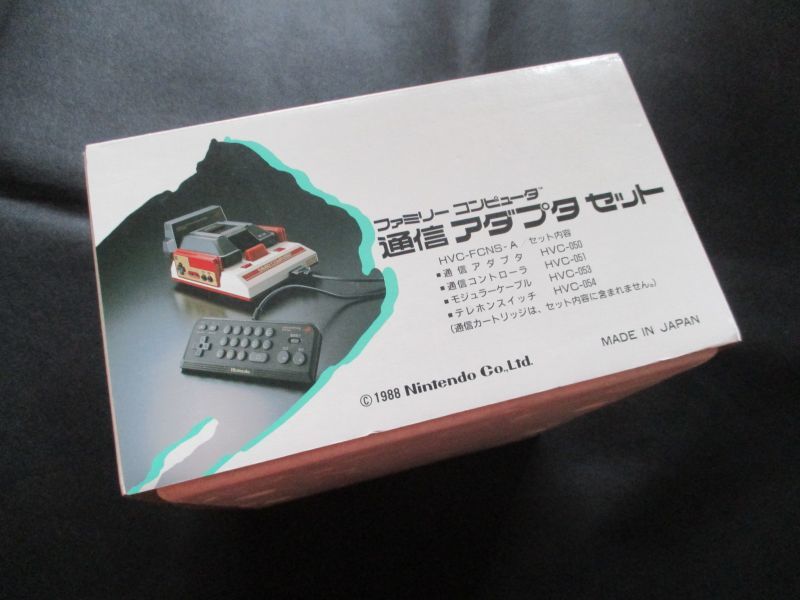 ファミリー コンピュータ
通信 アダプタ セット
HVC-FCNS-A / セット内容
■通信アダプタ HVC-050
■通信コントローラ HVC-051
■モジュラーケーブル HVC-053
■テレホンスイッチ HVC-054
(通信カートリッジは、セット内容に含まれません。)
MADE IN JAPAN
©1988 Nintendo Co.,Ltd.
Nintendo